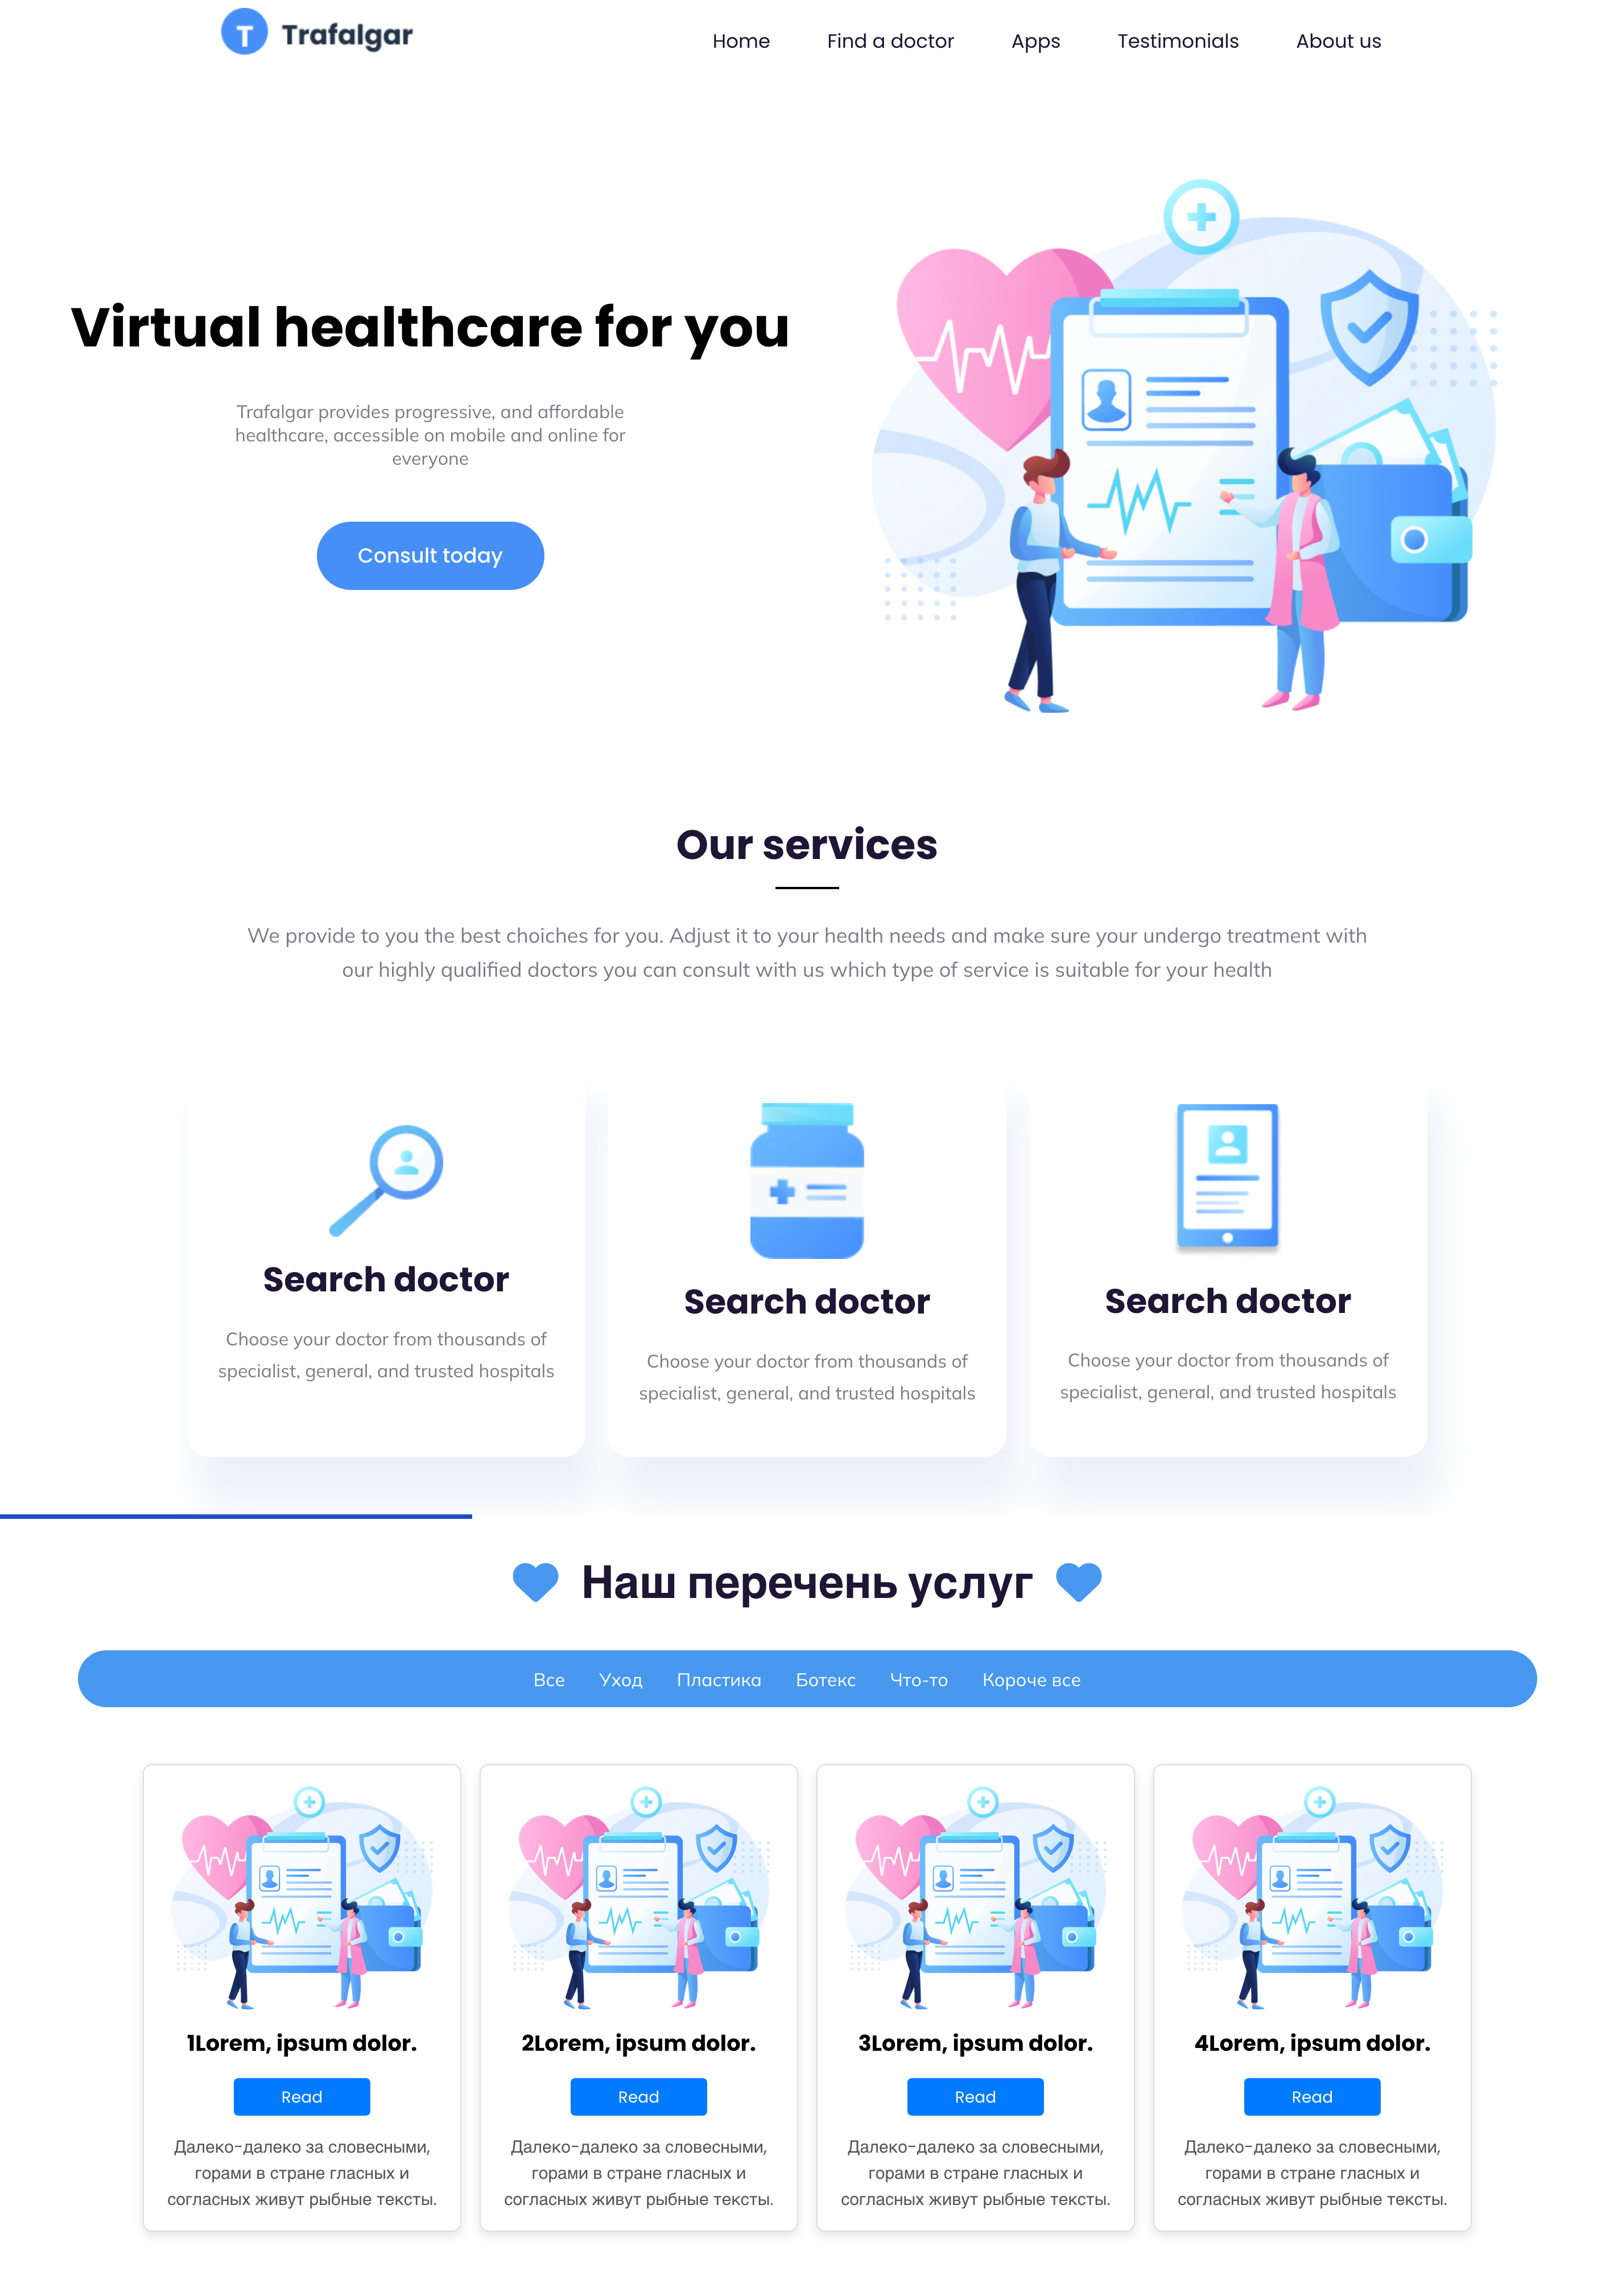 T Trafalgar
Home Find a doctor Apps Testimonials About us
Virtual healthcare for you
Trafalgar provides progressive, and affordable
healthcare, accessible on mobile and online for
everyone
Consult today
Our services
We provide to you the best choiches for you. Adjust it to your health needs and make sure your undergo treatment with
our highly qualified doctors you can consult with us which type of service is suitable for your health
Search doctor
Choose your doctor from thousands of
specialist, general, and trusted hospitals
Search doctor
Choose your doctor from thousands of
specialist, general, and trusted hospitals
Search doctor
Choose your doctor from thousands of
specialist, general, and trusted hospitals
Наш перечень услуг
Все Уход Пластика Ботекс Что-то Короче все
1Lorem, ipsum dolor.
Read
Далеко-далеко за словесными,
горами в стране гласных и
согласных живут рыбные тексты.
2Lorem, ipsum dolor.
Read
Далеко-далеко за словесными,
горами в стране гласных и
согласных живут рыбные тексты.
3Lorem, ipsum dolor.
Read
Далеко-далеко за словесными,
горами в стране гласных и
согласных живут рыбные тексты.
4Lorem, ipsum dolor.
Read
Далеко-далеко за словесными,
горами в стране гласных и
согласных живут рыбные тексты.